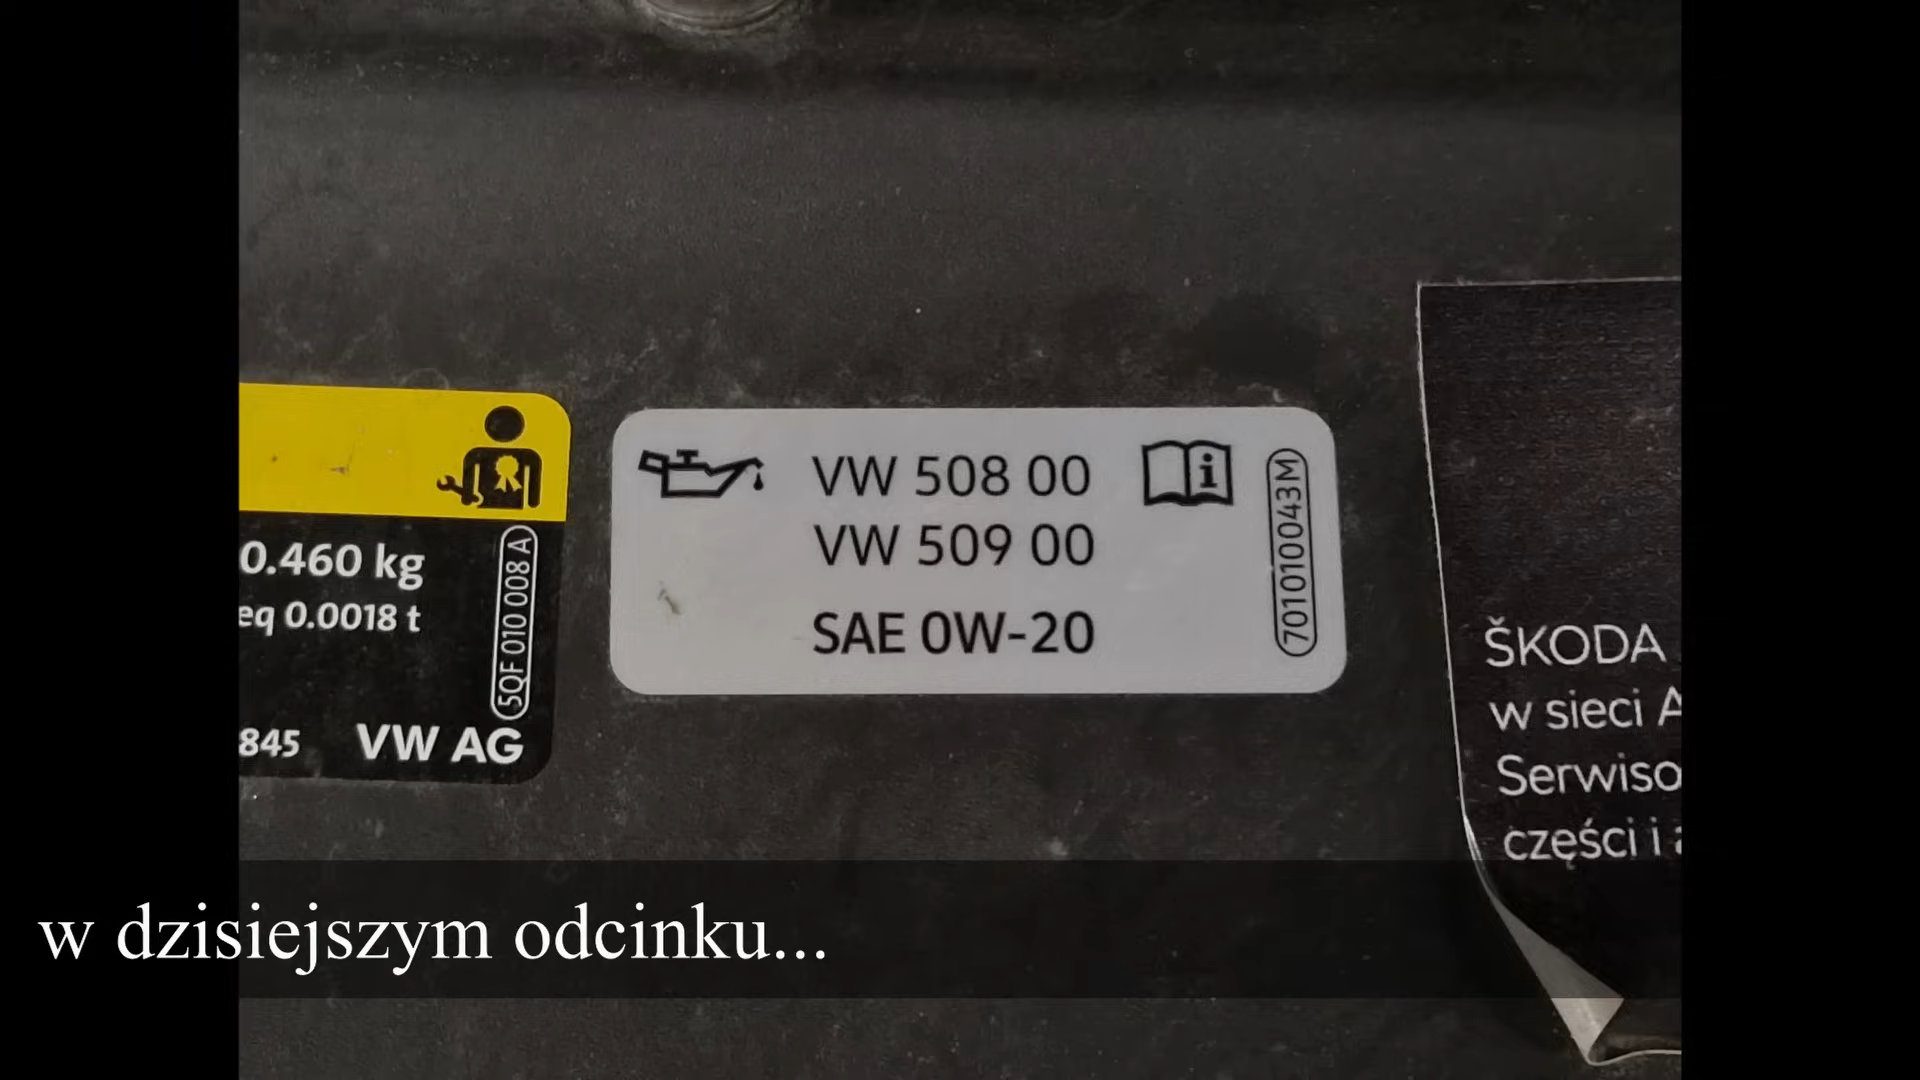 0.460 kg
eq 0.0018 t
5QF 010 008 A
845 VW AG
VW 508 00
VW 509 00
SAE 0W-20
701010043M
ŠKODA
w sieci A
Serwiso
części i
w dzisiejszym odcinku...